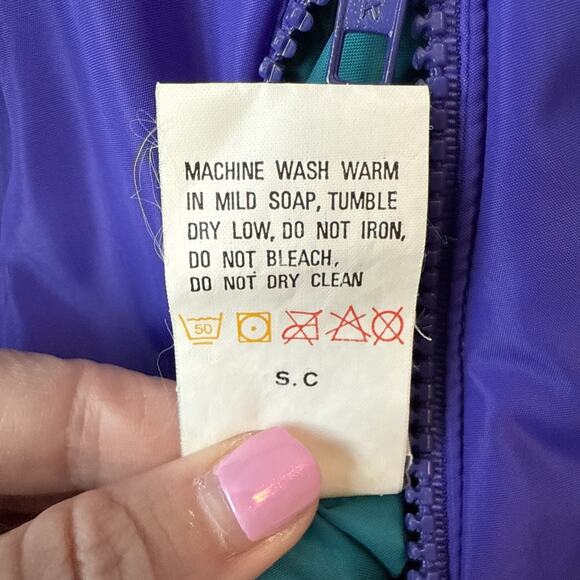 MACHINE WASH WARM
IN MILD SOAP, TUMBLE
DRY LOW, DO NOT IRON,
DO NOT BLEACH,
DO NOT DRY CLEAN
50
S.C